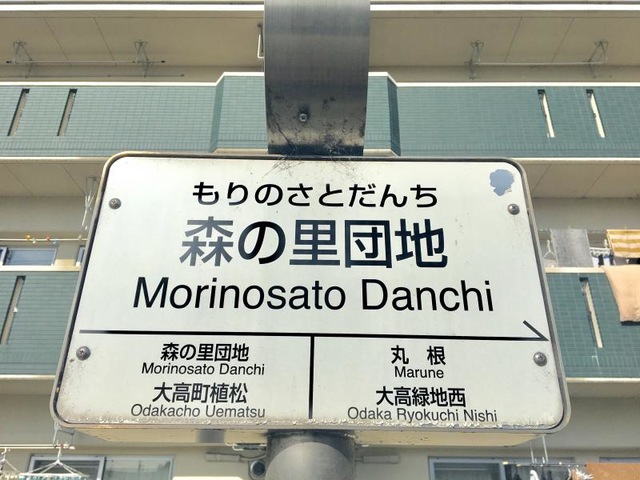 もりのさとだんち
森の里団地
Morinosato Danchi
森の里団地
Morinosato Danchi
大高町植松
Odakacho Uematsu
丸根
Marune
大高緑地西
Odaka Ryokuchi Nishi